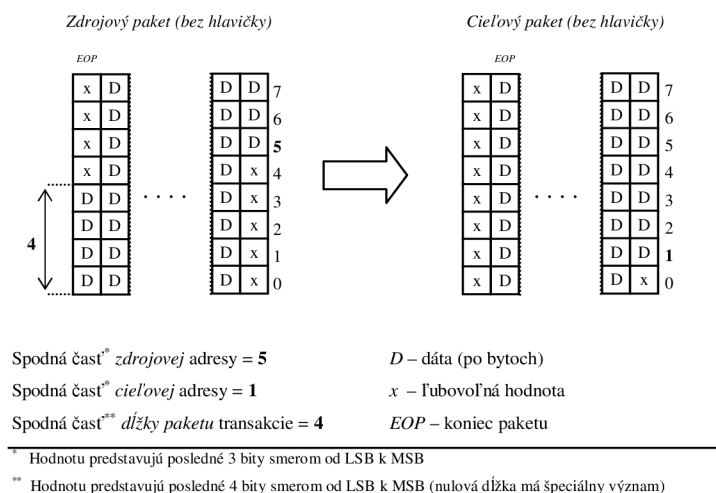 Zdrojový paket (bez hlavičky) Cieľový paket (bez hlavičky)
EOP EOP
x D D D 7 x D D D 7
x D D D 6 x D D D 6
x D D D 5 x D D D 5
x D D x 4 x D D D 4
D D . . . . D x 3 x D . . . . D D 3
D D D x 2 x D D D 2
4 D D D x 1 x D D D 1
D D D x 0 x D D x 0
Spodná časť* zdrojovej adresy = 5 D – dáta (po bytoch)
Spodná časť* cieľovej adresy = 1 x – ľubovoľná hodnota
Spodná časť** dĺžky paketu transakcie = 4 EOP – koniec paketu
* Hodnotu predstavujú posledné 3 bity smerom od LSB k MSB
** Hodnotu predstavujú posledné 4 bity smerom od LSB k MSB (nulová dĺžka má špeciálny význam)